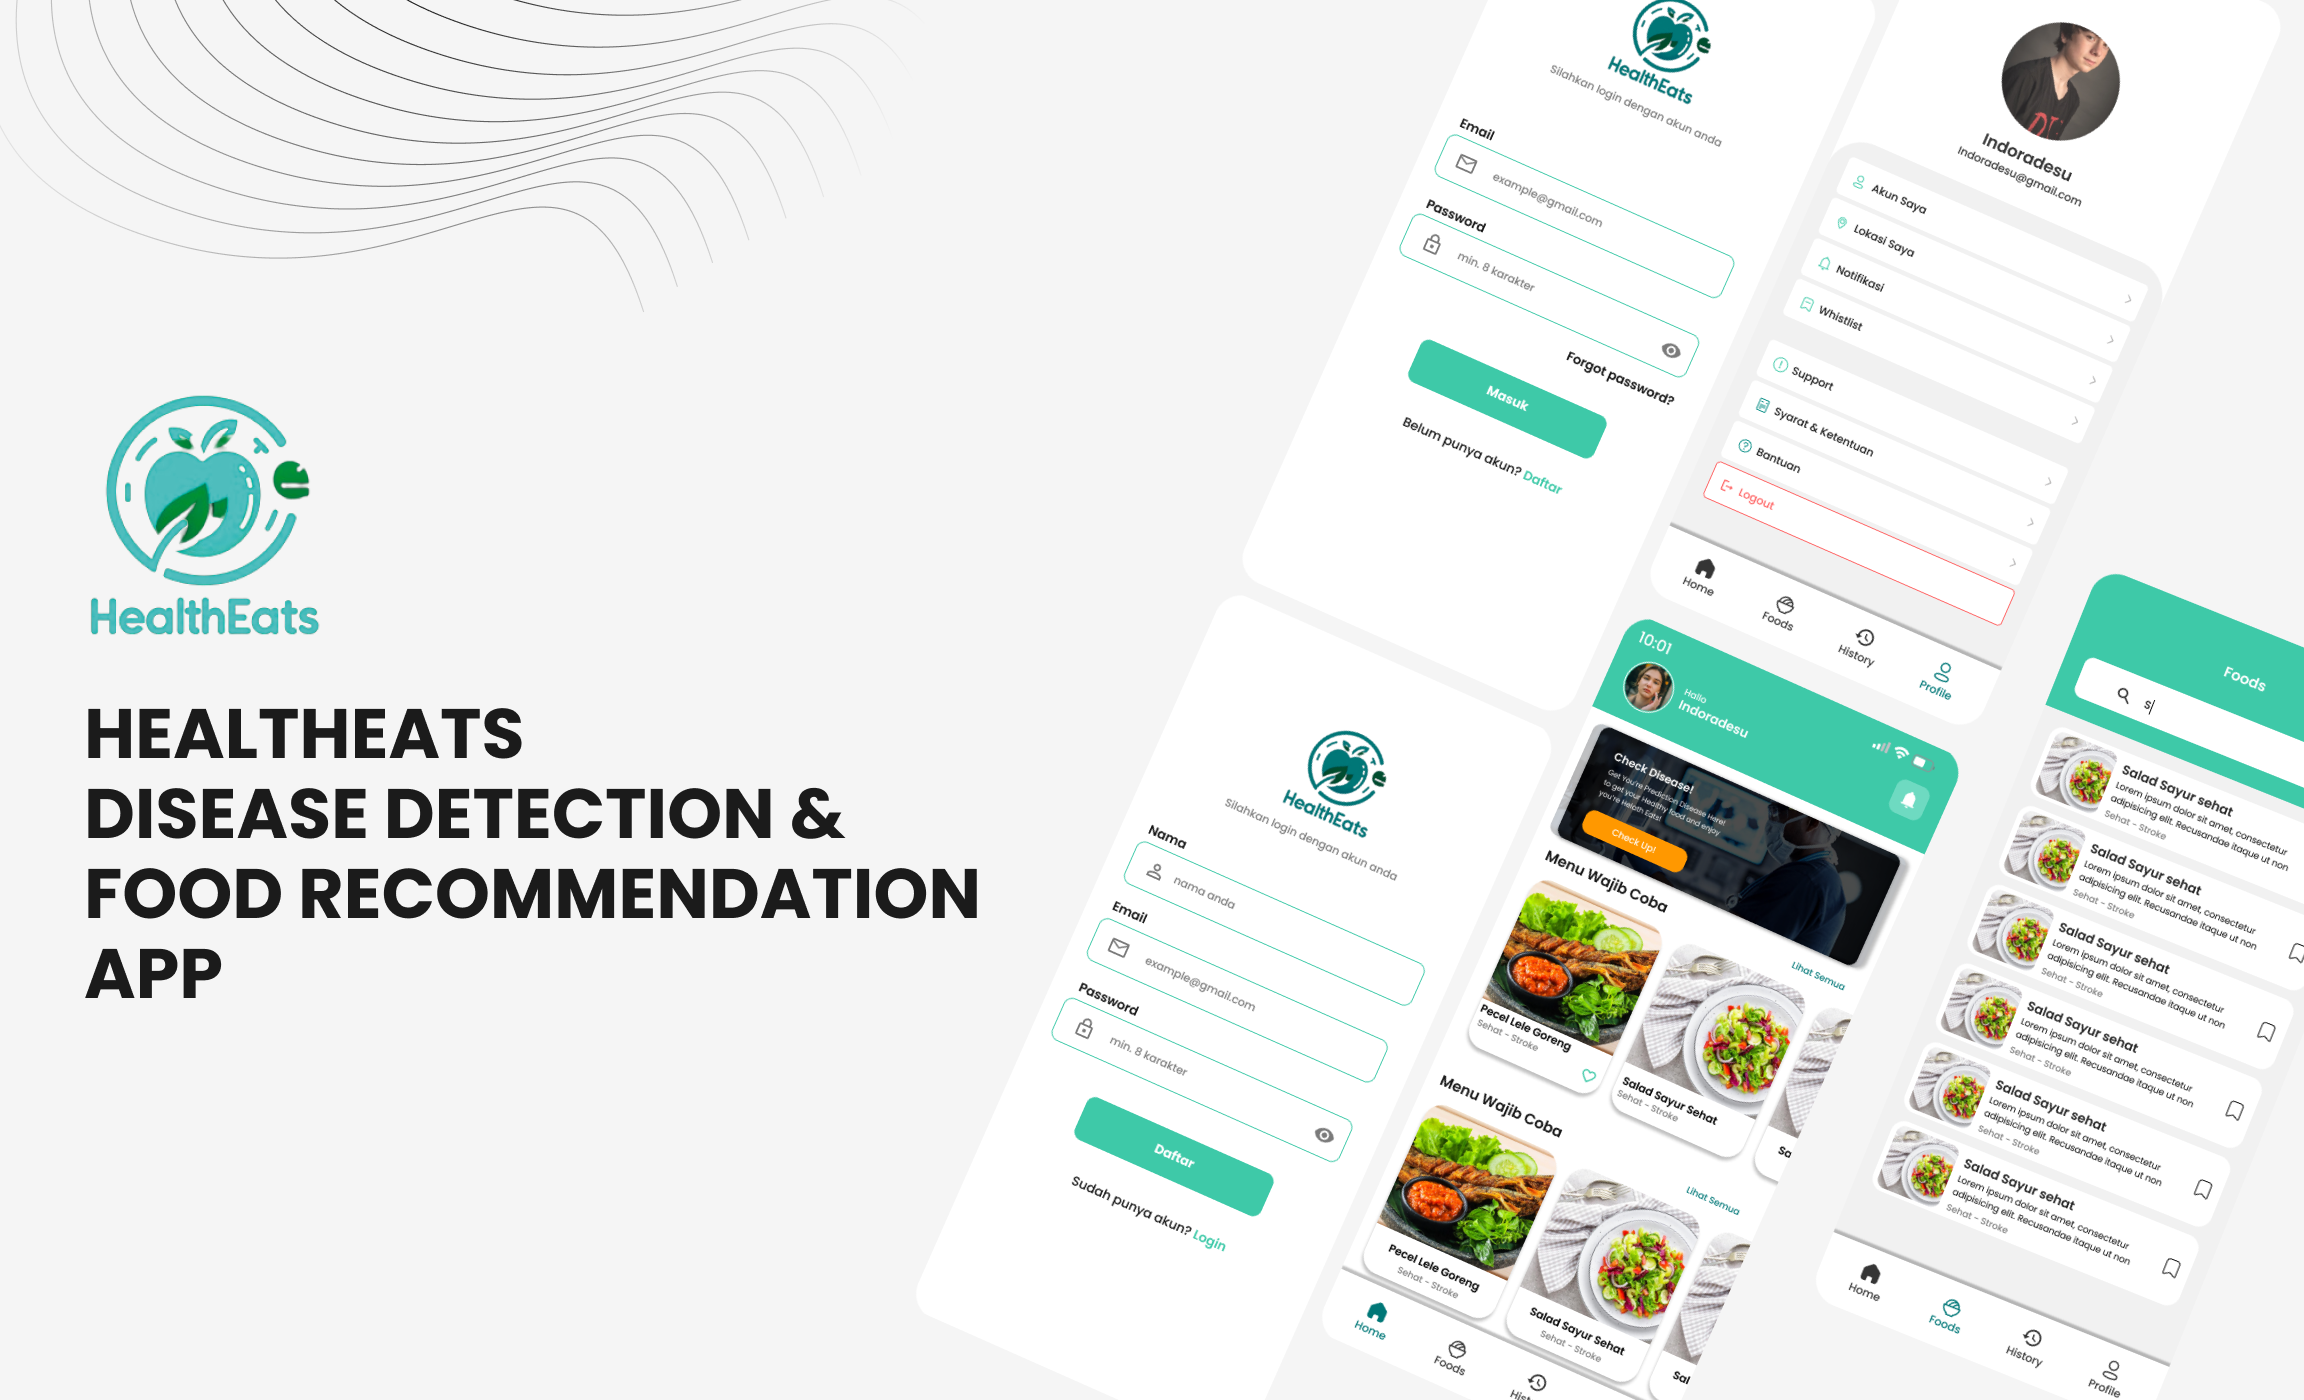 HealthEats
HEALTHEATS
DISEASE DETECTION &
FOOD RECOMMENDATION
APP
HealthEats
Silahkan login dengan akun anda
Email
example@gmail.com
Password
min. 8 karakter
Forgot password?
Masuk
Belum punya akun? Daftar
Indoradesu
Indoradesu@gmail.com
Akun Saya
Lokasi Saya
Notifikasi
Whistlist
Support
Syarat & Ketentuan
Bantuan
Logout
Home
Foods
History
Profile
HealthEats
Silahkan login dengan akun anda
Nama
nama anda
Email
example@gmail.com
Password
min. 8 karakter
Daftar
Sudah punya akun? Login
10:01
Hallo
Indoradesu
Check Disease!
Get You're Prediction Disease Here!
to get your Healthy food and enjoy
you're Helath Eats!
Check Up!
Menu Wajib Coba
Lihat Semua
Pecel Lele Goreng
Sehat - Stroke
Salad Sayur Sehat
Sehat - Stroke
Sa
Menu Wajib Coba
Lihat Semua
Pecel Lele Goreng
Sehat - Stroke
Salad Sayur Sehat
Sehat - Stroke
Sal
Home
Foods
Hist
Foods
s
Salad Sayur sehat
Lorem ipsum dolor sit amet, consectetur
adipisicing elit. Recusandae itaque ut non
Sehat - Stroke
Salad Sayur sehat
Lorem ipsum dolor sit amet, consectetur
adipisicing elit. Recusandae itaque ut non
Sehat - Stroke
Salad Sayur sehat
Lorem ipsum dolor sit amet, consectetur
adipisicing elit. Recusandae itaque ut non
Sehat - Stroke
Salad Sayur sehat
Lorem ipsum dolor sit amet, consectetur
adipisicing elit. Recusandae itaque ut non
Sehat - Stroke
Salad Sayur sehat
Lorem ipsum dolor sit amet, consectetur
adipisicing elit. Recusandae itaque ut non
Sehat - Stroke
Salad Sayur sehat
Lorem ipsum dolor sit amet, consectetur
adipisicing elit. Recusandae itaque ut non
Sehat - Stroke
Home
Foods
History
Profile